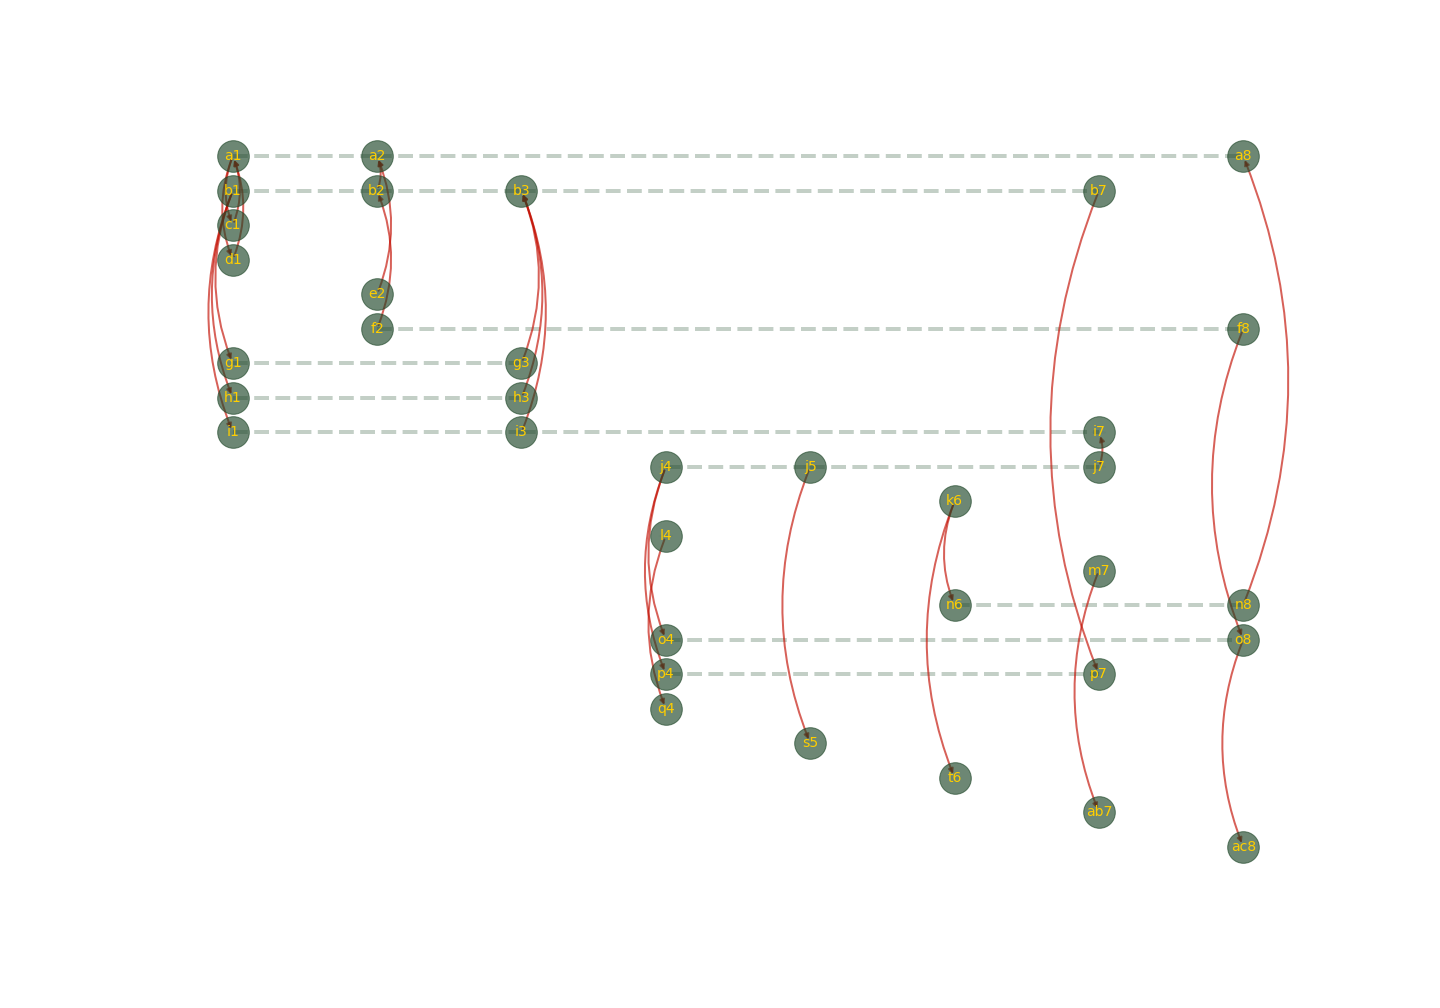 a1 a2 a8
b1 b2 b3 b7
c1
d1
e2
f2 f8
g1 g3
h1 h3
i1 i3 i7
j4 j5 j7
k6
l4
m7
n6 n8
o4 o8
p4 p7
q4
s5
t6
ab7
ac8